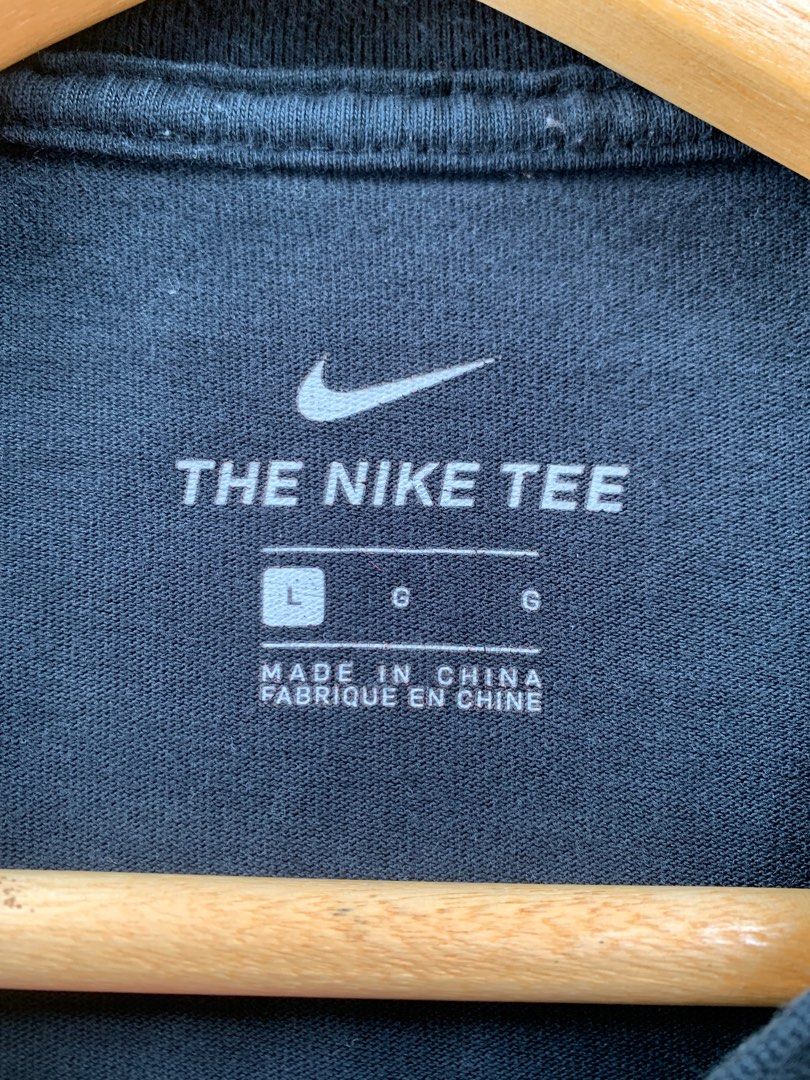 THE NIKE TEE
L G G
MADE IN CHINA
FABRIQUE EN CHINE